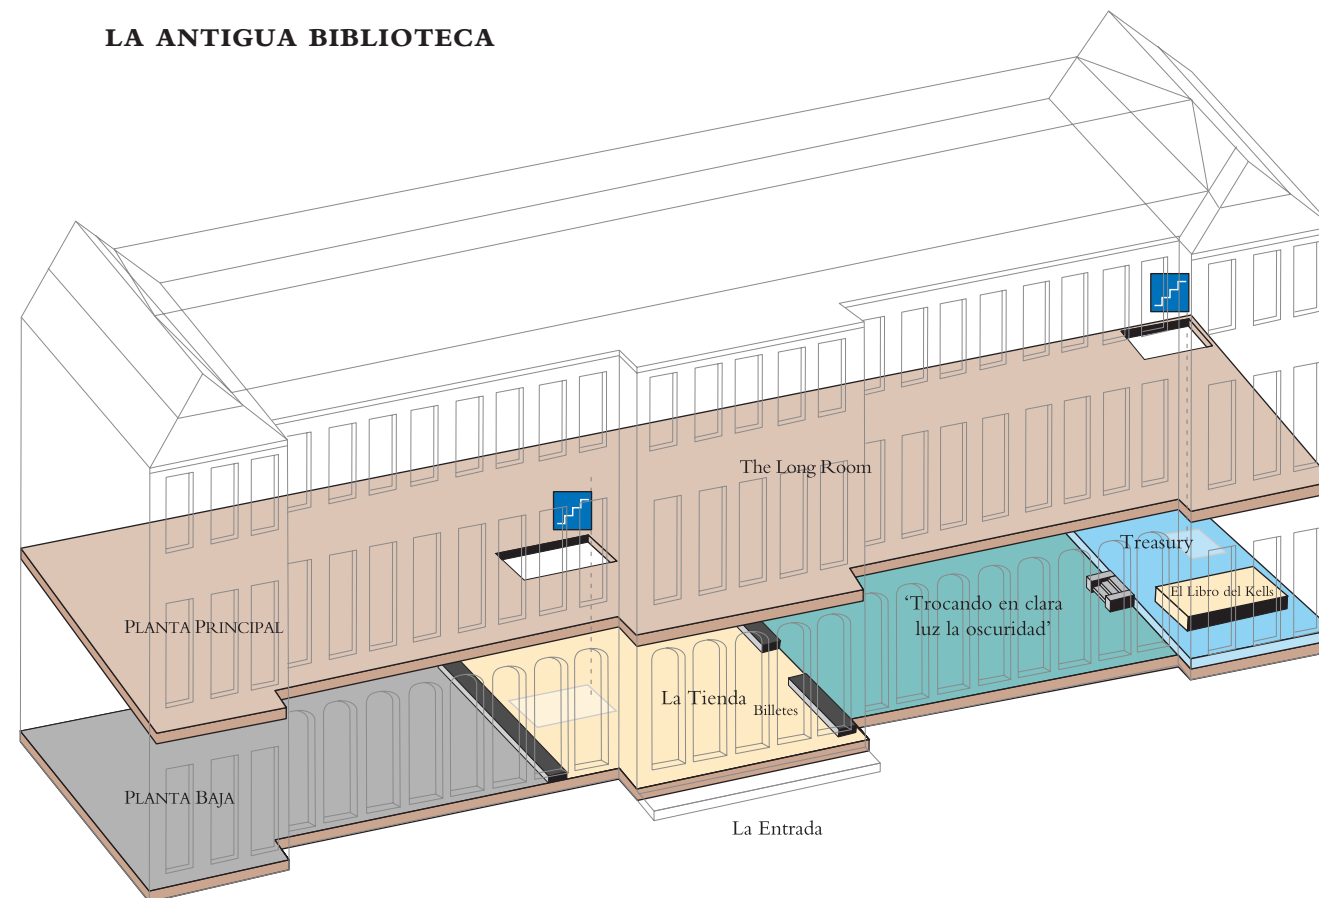 LA ANTIGUA BIBLIOTECA
The Long Room
Treasury
El Libro del Kells
‘Trocando en clara
luz la oscuridad’
PLANTA PRINCIPAL
La Tienda
Billetes
PLANTA BAJA
La Entrada